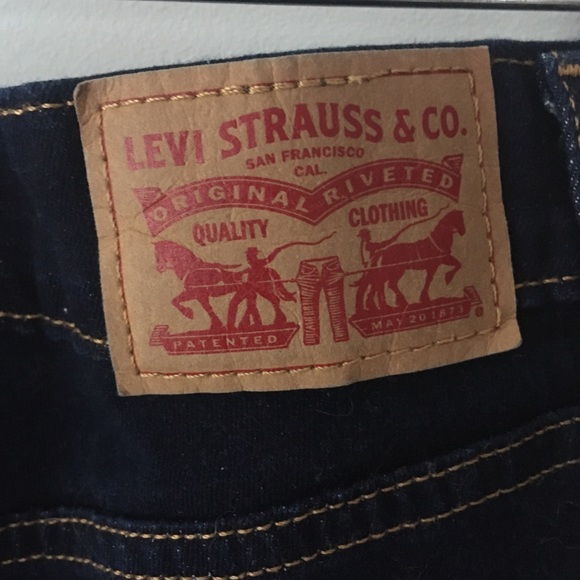 LEVI STRAUSS & CO.
SAN FRANCISCO
CAL.
ORIGINAL RIVETED
QUALITY CLOTHING
PATENTED MAY 20 1873
®